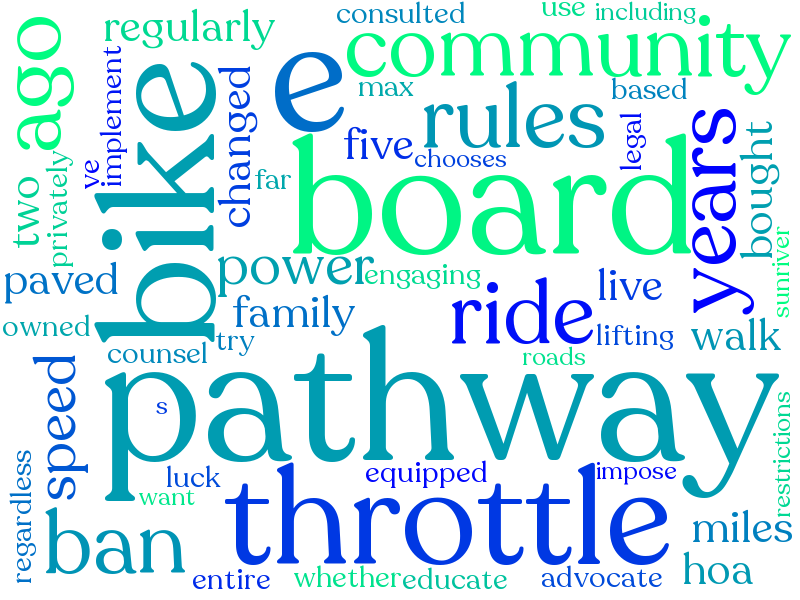 consulted
use
including
regularly
community
ago
e
max
based
implement
bike
changed
rules
years
five
chooses
legal
bought
board
ve
far
two
privately
power
engaging
paved
ride
live
sunriver
family
owned
try
lifting
walk
counsel
roads
pathway
speed
s
restrictions
luck
equipped
impose
want
throttle
regardless
ban
miles
hoa
entire
whether
educate
advocate